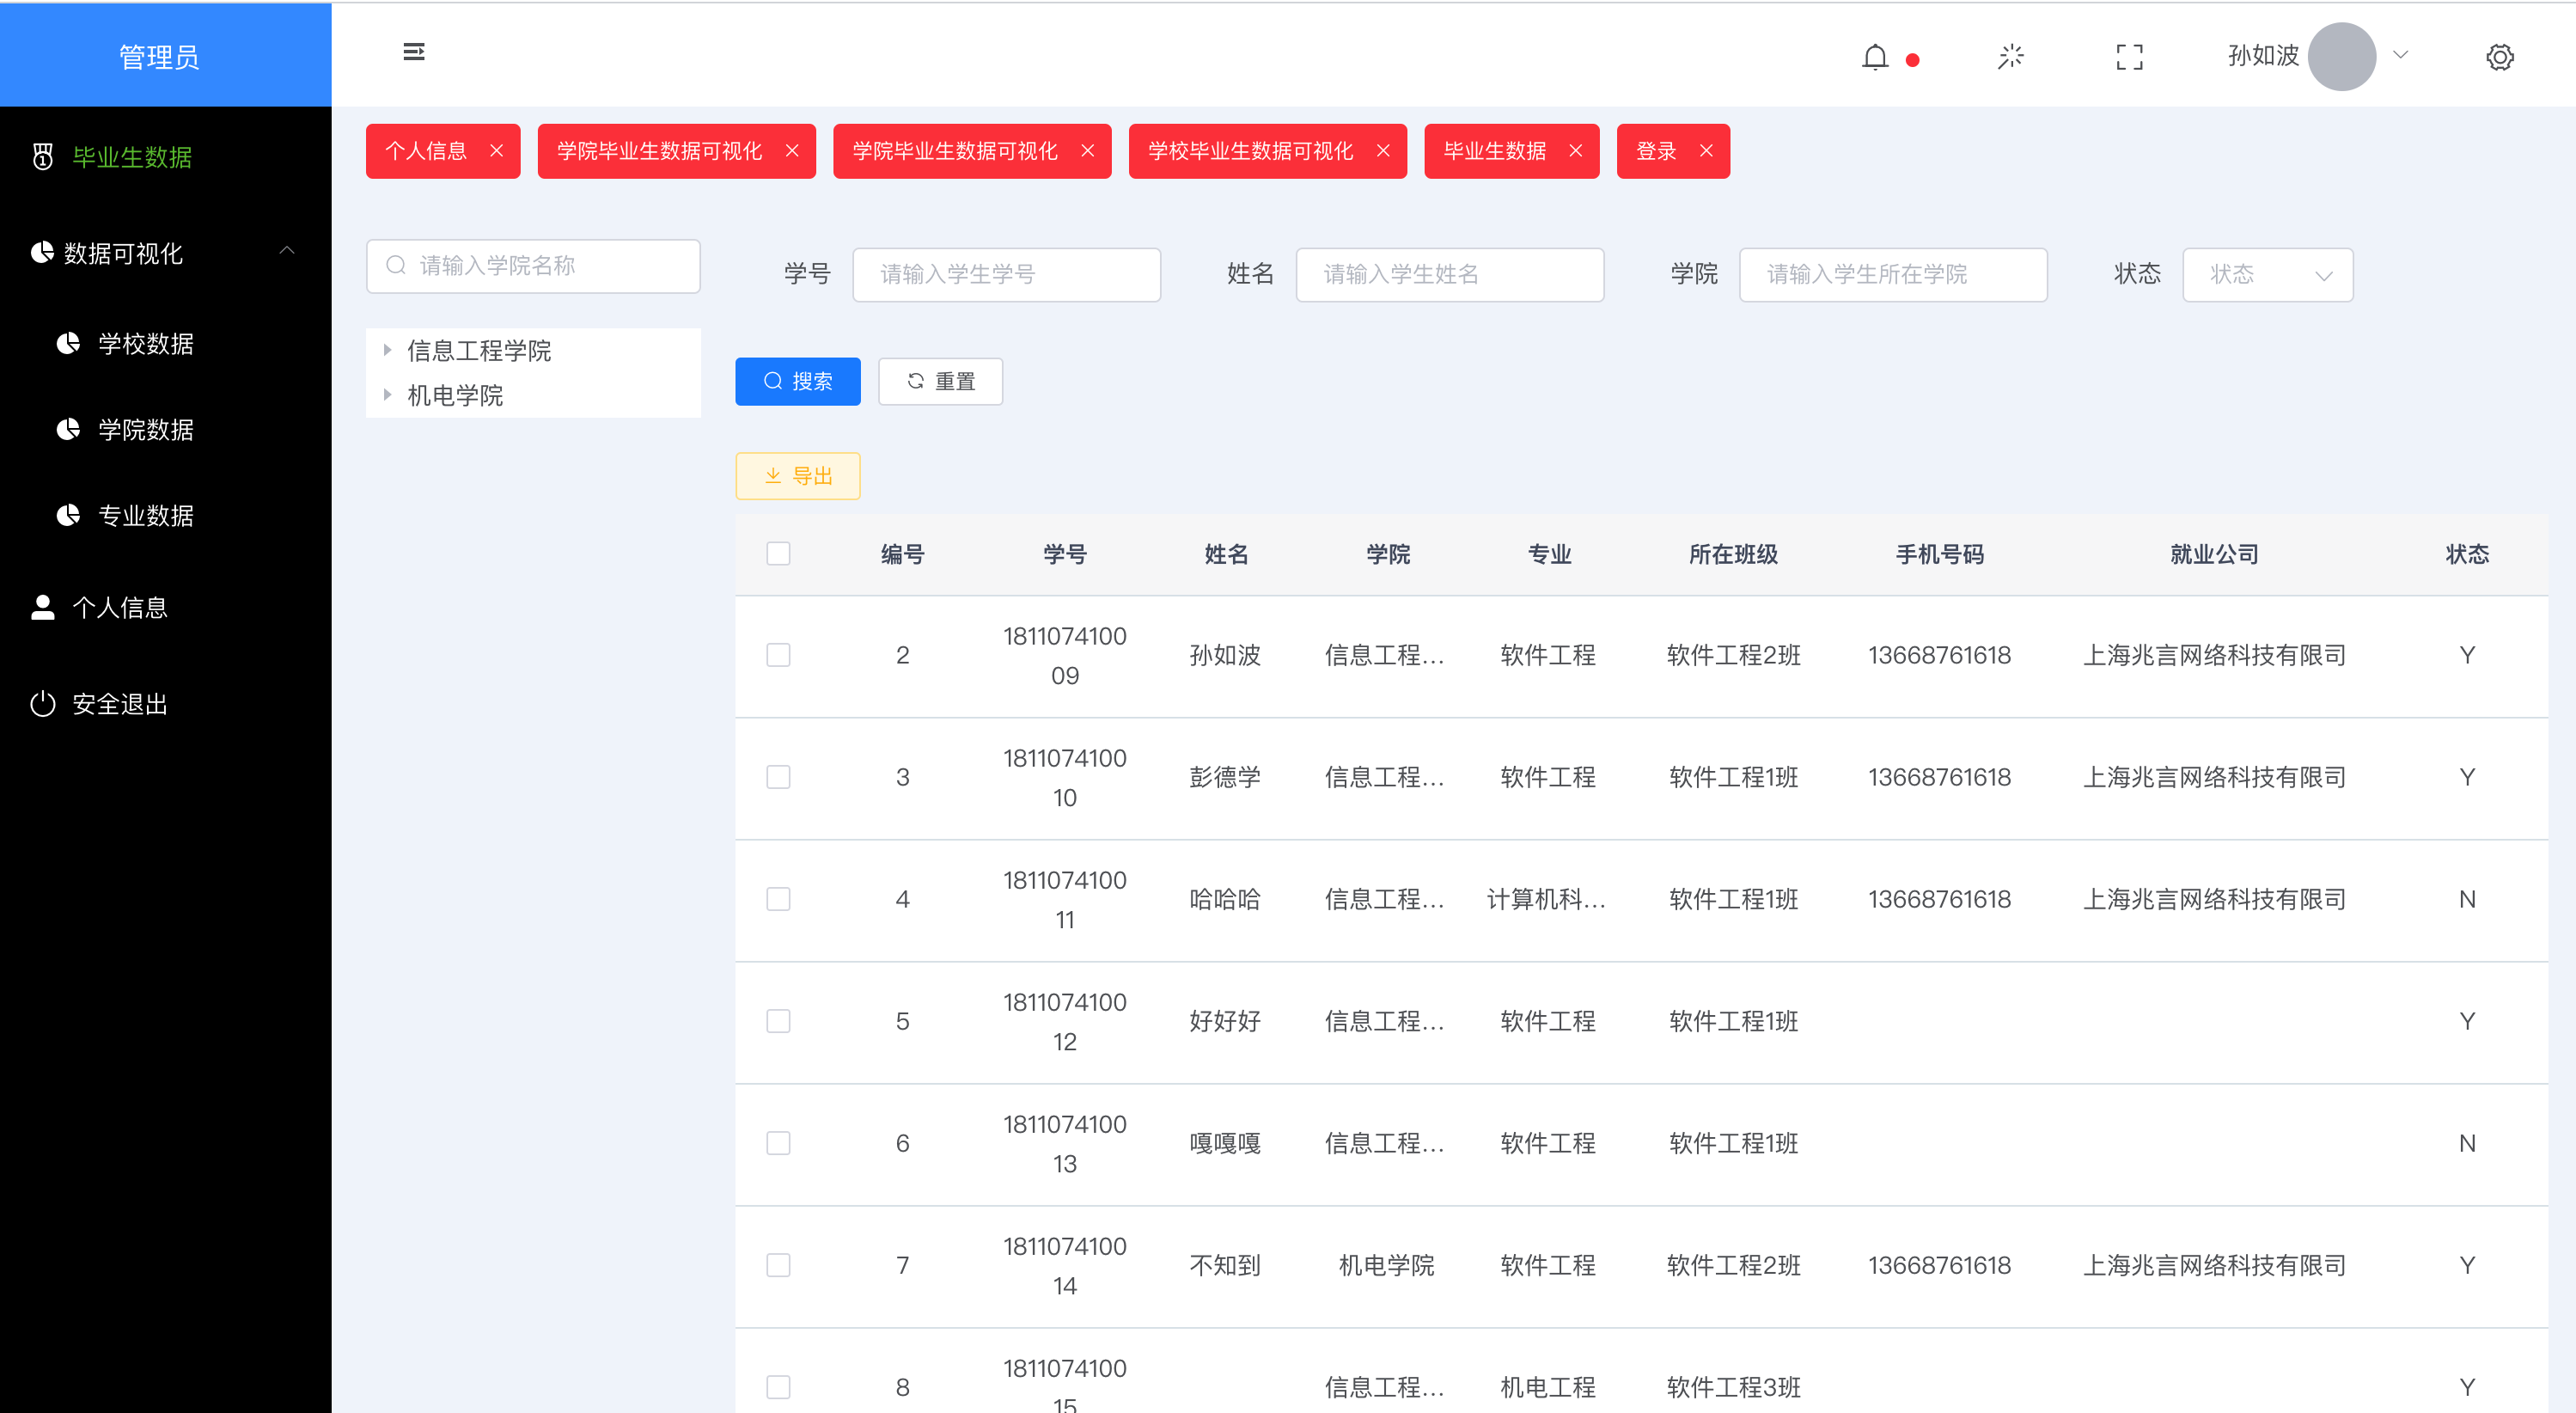 管理员
孙如波
毕业生数据
数据可视化
学校数据
学院数据
专业数据
个人信息
安全退出
个人信息 学院毕业生数据可视化 学院毕业生数据可视化 学校毕业生数据可视化 毕业生数据 登录
请输入学院名称
信息工程学院
机电学院
学号 请输入学生学号 姓名 请输入学生姓名 学院 请输入学生所在学院 状态 状态
搜索 重置
导出
编号 学号 姓名 学院 专业 所在班级 手机号码 就业公司 状态
2 181107410009 孙如波 信息工程... 软件工程 软件工程2班 13668761618 上海兆言网络科技有限司 Y
3 181107410010 彭德学 信息工程... 软件工程 软件工程1班 13668761618 上海兆言网络科技有限司 Y
4 181107410011 哈哈哈 信息工程... 计算机科... 软件工程1班 13668761618 上海兆言网络科技有限司 N
5 181107410012 好好好 信息工程... 软件工程 软件工程1班 Y
6 181107410013 嘎嘎嘎 信息工程... 软件工程 软件工程1班 N
7 181107410014 不知到 机电学院 软件工程 软件工程2班 13668761618 上海兆言网络科技有限司 Y
8 181107410015 信息工程... 机电工程 软件工程3班 Y